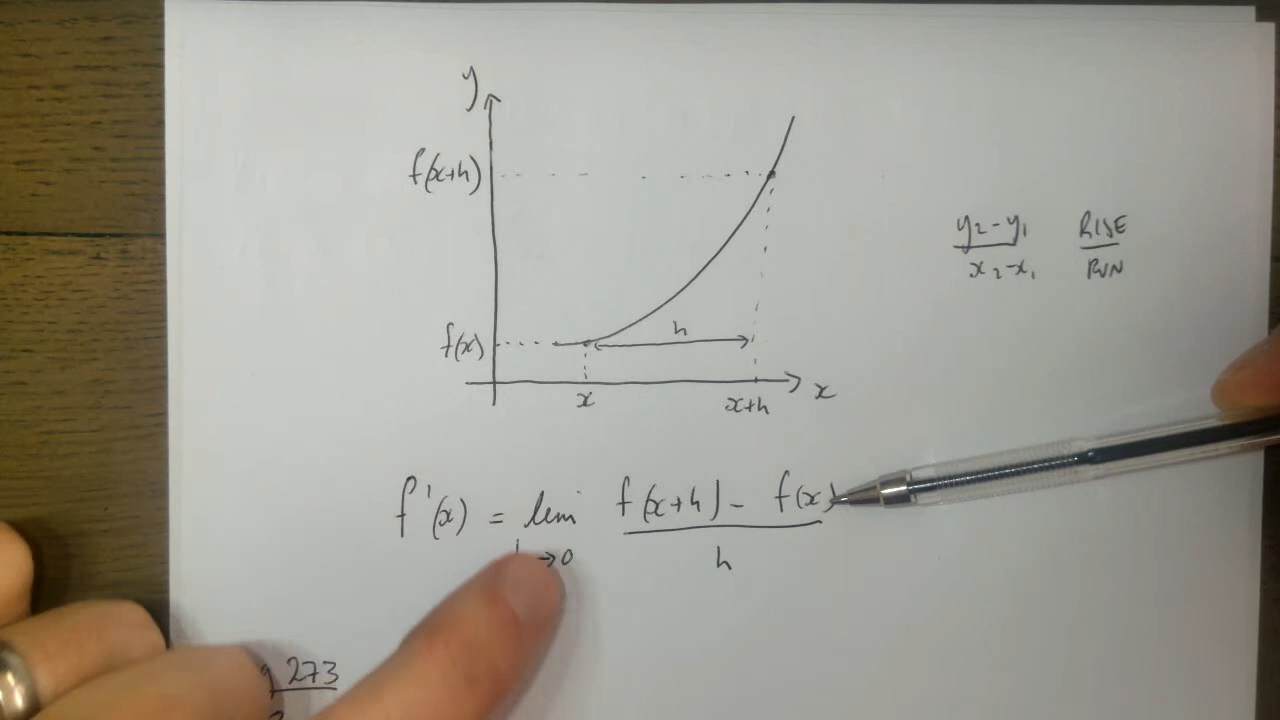 y
f(x+h)
y₂-y₁ RISE
x₂-x₁ RUN
h
f(x)
x x+h x
f'(x) = lim f(x+h) - f(x)
→0 h
273